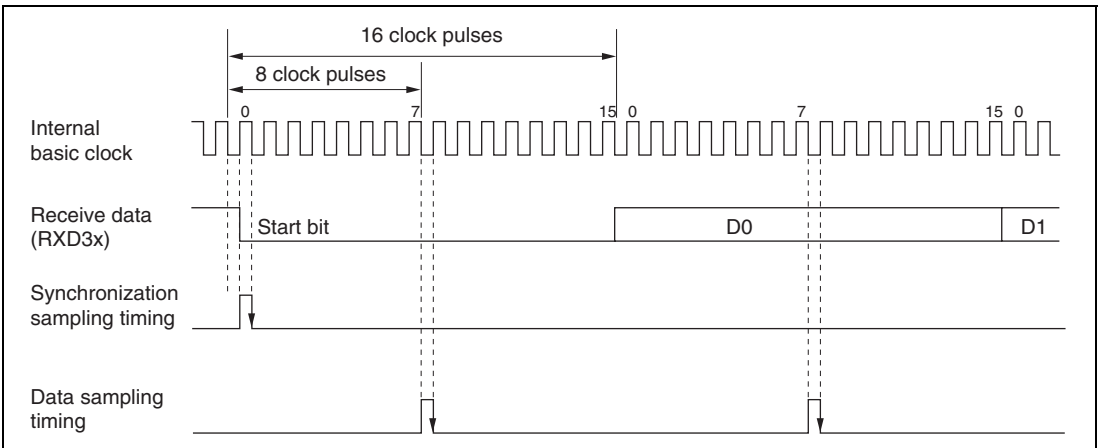 16 clock pulses
8 clock pulses
0 7 15 0 7 15 0
Internal
basic clock
Receive data
(RXD3x)
Start bit D0 D1
Synchronization
sampling timing
Data sampling
timing